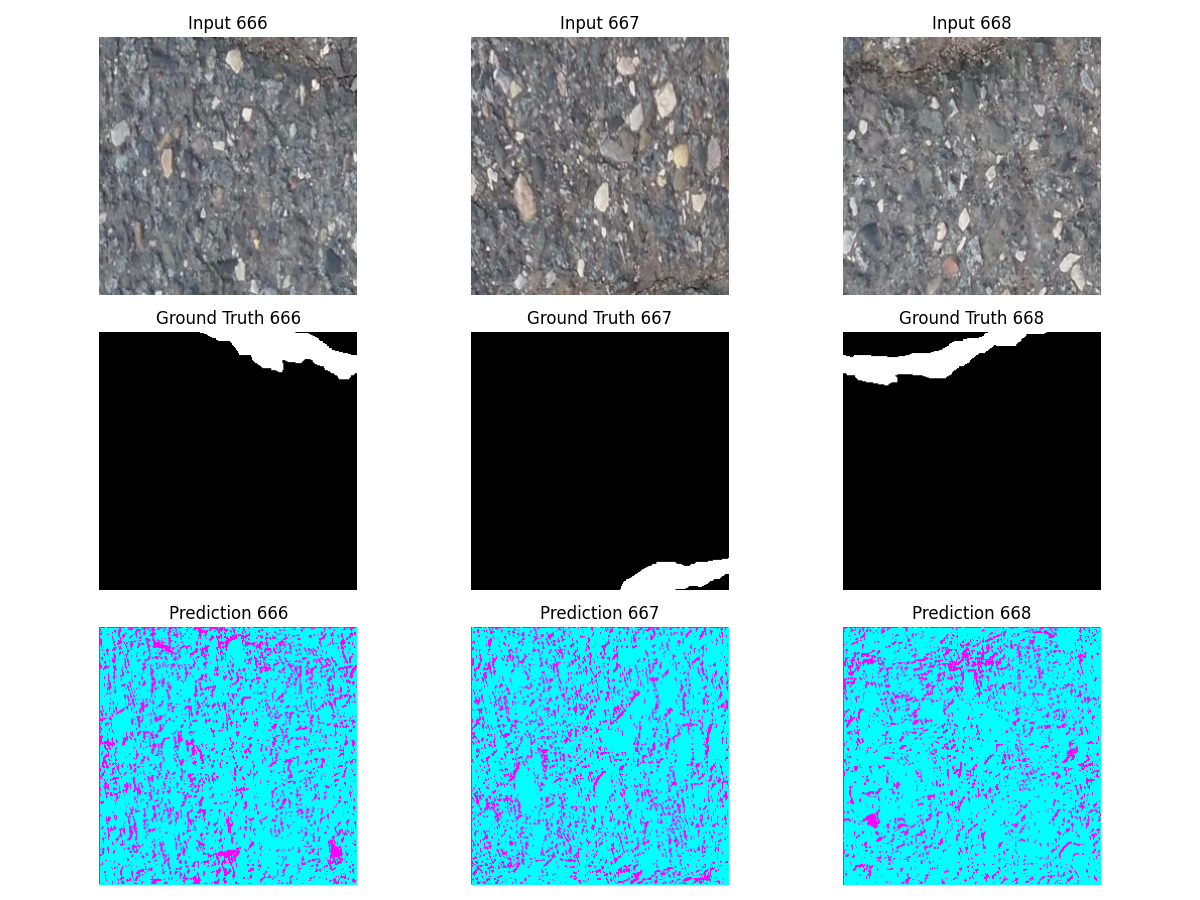 Input 666
Input 667
Input 668
Ground Truth 666
Ground Truth 667
Ground Truth 668
Prediction 666
Prediction 667
Prediction 668